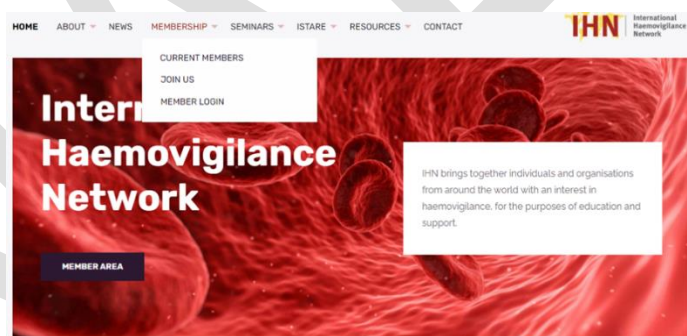 HOME ABOUT NEWS MEMBERSHIP SEMINARS ISTARE RESOURCES CONTACT
IHN International
Haemovigilance
Network
CURRENT MEMBERS
JOIN US
MEMBER LOGIN
Inter
Haemovigilance
Network
IHN brings together individuals and organisations
from around the world with an interest in
haemovigilance, for the purposes of education and
support.
MEMBER AREA